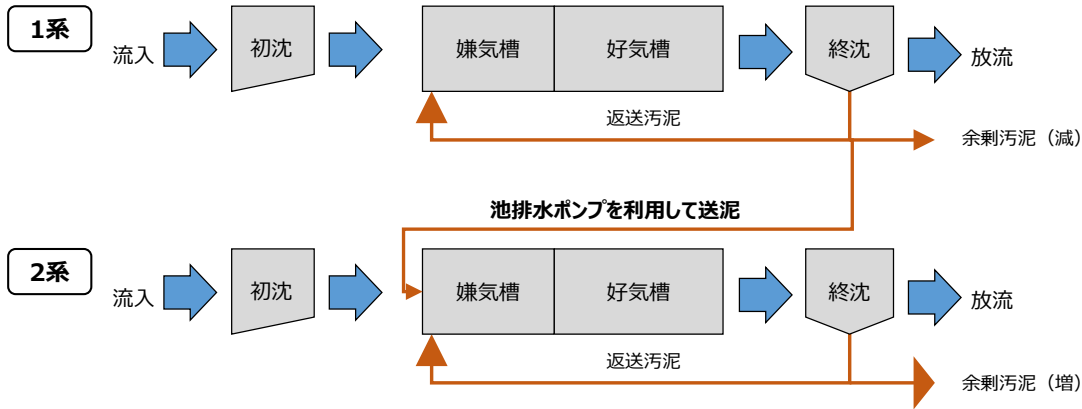 1系
流入
初沈
嫌気槽
好気槽
終沈
放流
返送汚泥
余剰汚泥（減）
池排水ポンプを利用して送泥
2系
流入
初沈
嫌気槽
好気槽
終沈
放流
返送汚泥
余剰汚泥（増）